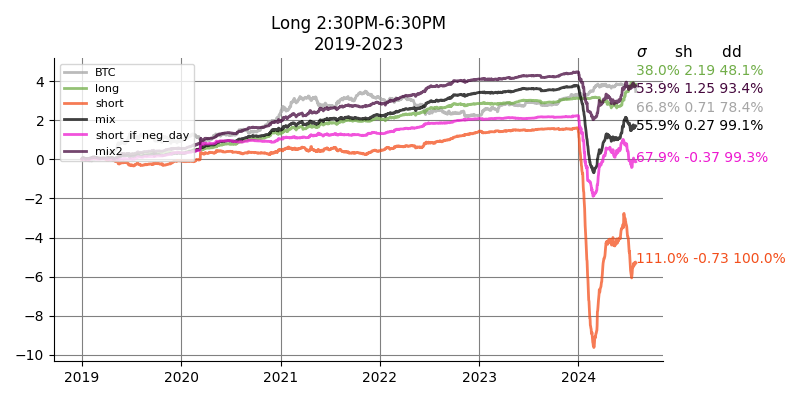 Long 2:30PM-6:30PM
2019-2023
σ sh dd
BTC
long
short
mix
short_if_neg_day
mix2
38.0% 2.19 48.1%
53.9% 1.25 93.4%
66.8% 0.71 78.4%
55.9% 0.27 99.1%
67.9% -0.37 99.3%
111.0% -0.73 100.0%
4
2
0
−2
−4
−6
−8
−10
2019 2020 2021 2022 2023 2024